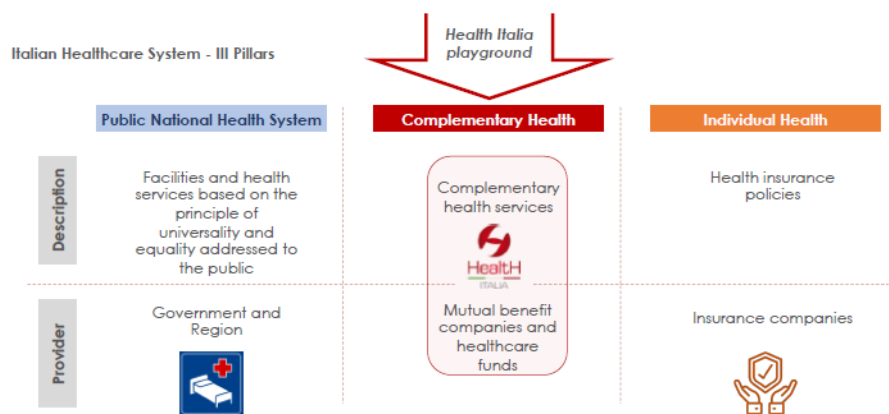 Health Italia
playground
Italian Healthcare System - III Pillars
Public National Health System
Complementary Health
Individual Health
Description
Facilities and health
services based on the
principle of
universality and
equality addressed to
the public
Complementary
health services
HealtH
ITALIA
Health insurance
policies
Provider
Government and
Region
Mutual benefit
companies and
healthcare
funds
Insurance companies